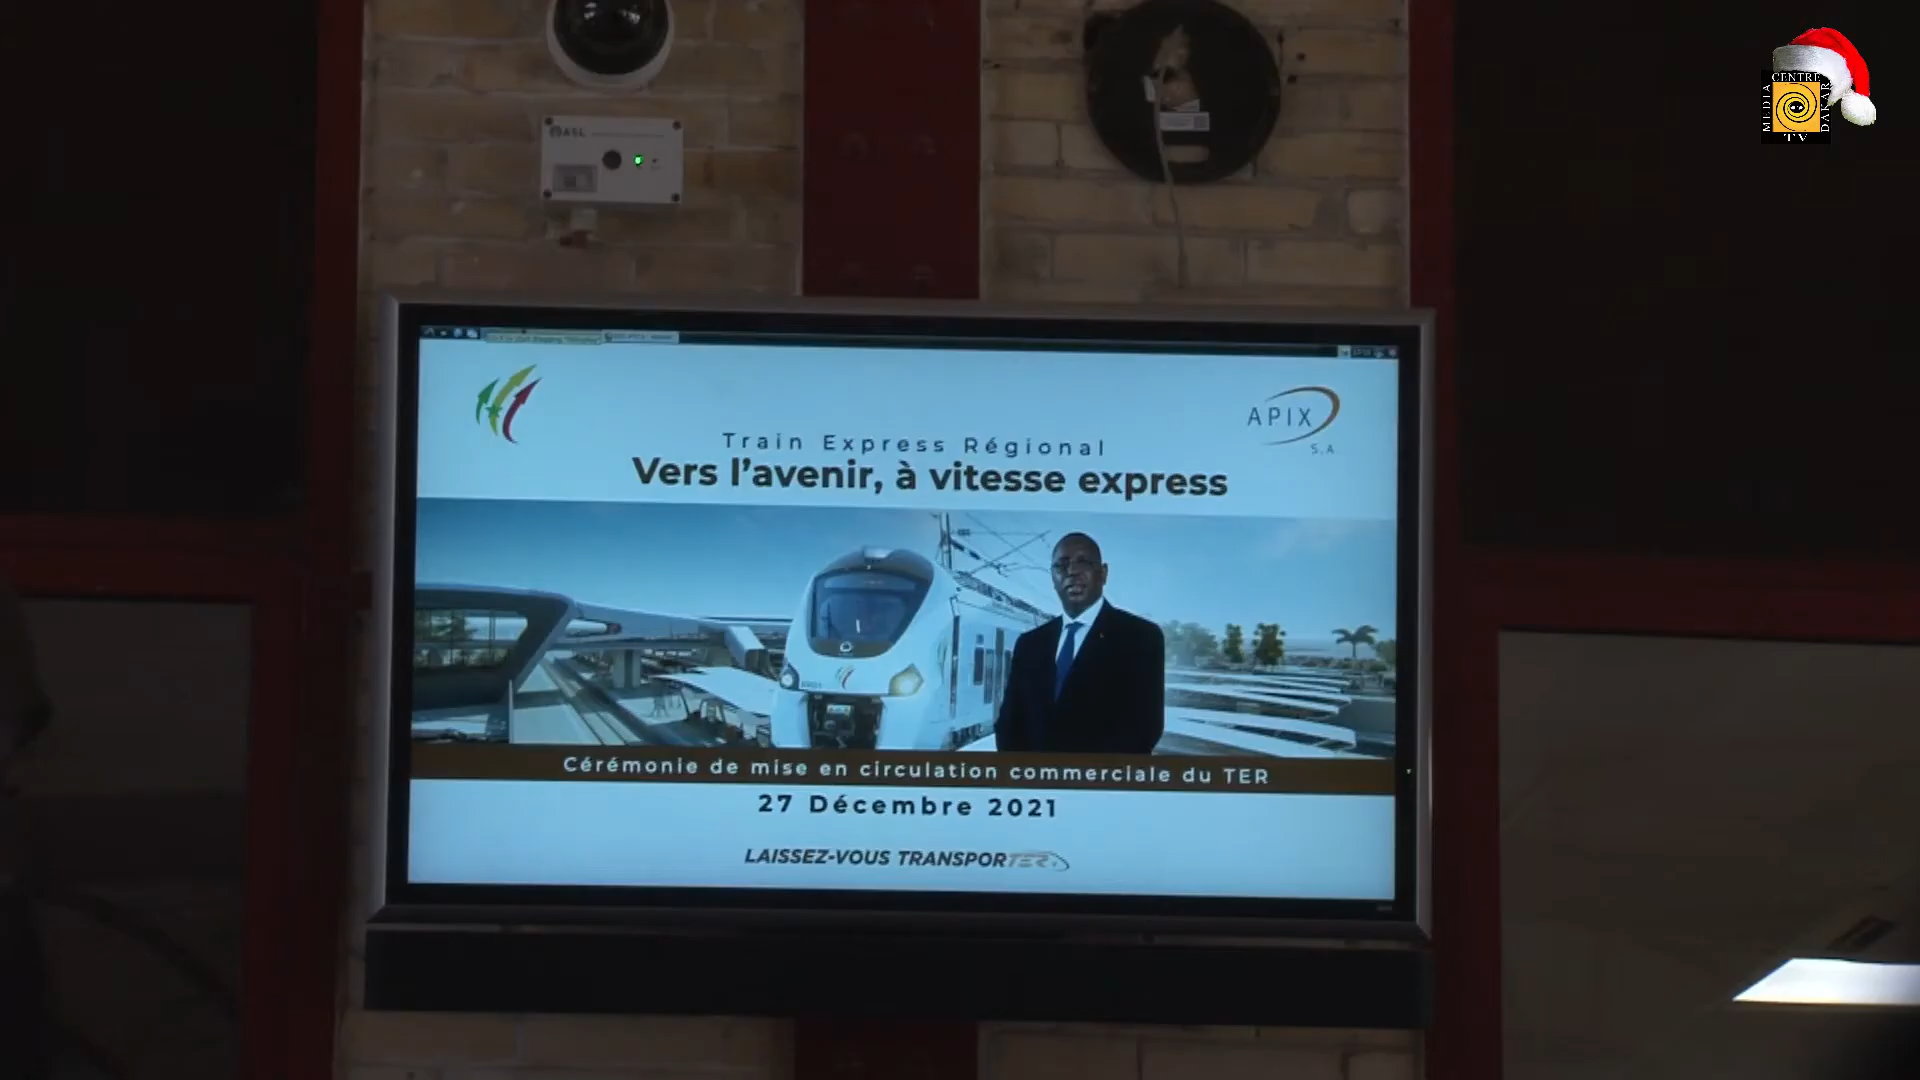 CENTRE
MEDIA
DAKAR
TV
ASL
APIX
S.A.
Train Express Régional
Vers l'avenir, à vitesse express
Cérémonie de mise en circulation commerciale du TER
27 Décembre 2021
LAISSEZ-VOUS TRANSPORTER